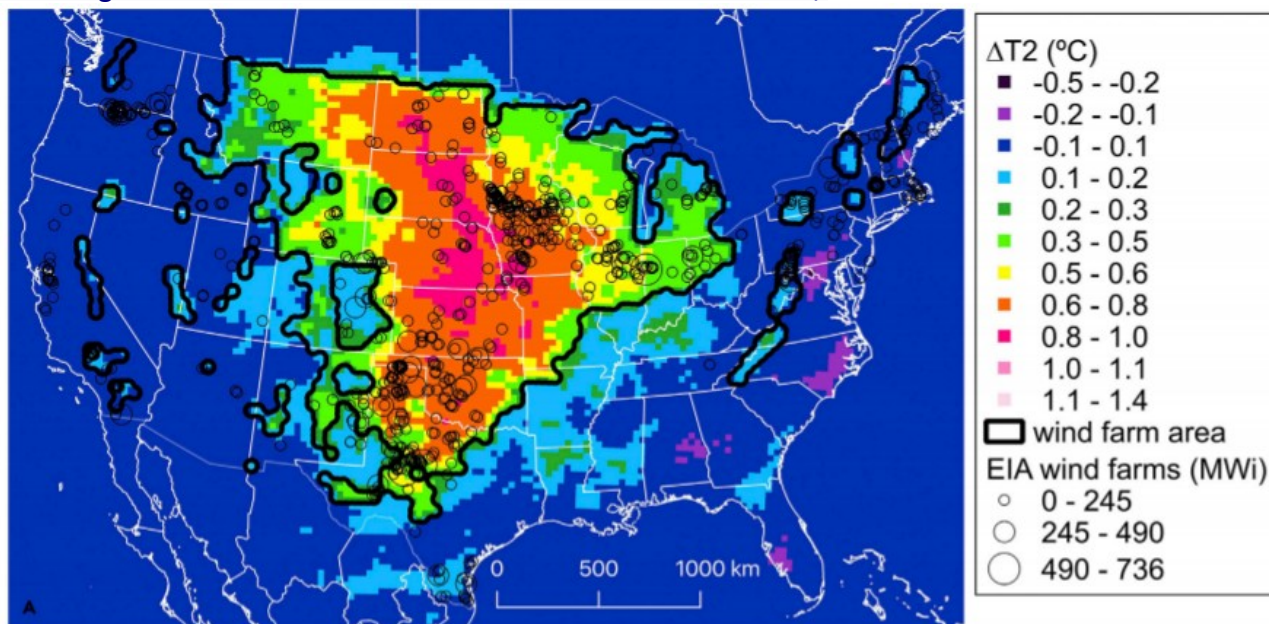 A
0 500 1000 km
ΔT2 (ºC)
-0.5 - -0.2
-0.2 - -0.1
-0.1 - 0.1
0.1 - 0.2
0.2 - 0.3
0.3 - 0.5
0.5 - 0.6
0.6 - 0.8
0.8 - 1.0
1.0 - 1.1
1.1 - 1.4
wind farm area
EIA wind farms (MWi)
0 - 245
245 - 490
490 - 736